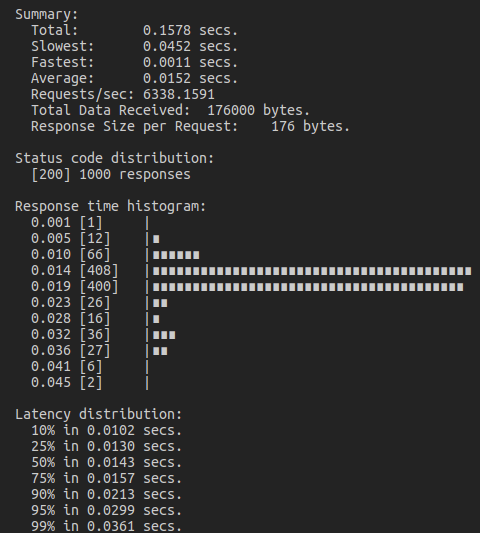 Summary:
  Total:        0.1578 secs.
  Slowest:      0.0452 secs.
  Fastest:      0.0011 secs.
  Average:      0.0152 secs.
  Requests/sec: 6338.1591
  Total Data Received:  176000 bytes.
  Response Size per Request:    176 bytes.

Status code distribution:
  [200] 1000 responses

Response time histogram:
  0.001 [1]     |
  0.005 [12]    |∎
  0.010 [66]    |∎∎∎∎∎∎
  0.014 [408]   |∎∎∎∎∎∎∎∎∎∎∎∎∎∎∎∎∎∎∎∎∎∎∎∎∎∎∎∎∎∎∎∎∎∎∎∎∎∎∎∎
  0.019 [400]   |∎∎∎∎∎∎∎∎∎∎∎∎∎∎∎∎∎∎∎∎∎∎∎∎∎∎∎∎∎∎∎∎∎∎∎∎∎∎∎
  0.023 [26]    |∎∎
  0.028 [16]    |∎
  0.032 [36]    |∎∎∎
  0.036 [27]    |∎∎
  0.041 [6]     |
  0.045 [2]     |

Latency distribution:
  10% in 0.0102 secs.
  25% in 0.0130 secs.
  50% in 0.0143 secs.
  75% in 0.0157 secs.
  90% in 0.0213 secs.
  95% in 0.0299 secs.
  99% in 0.0361 secs.